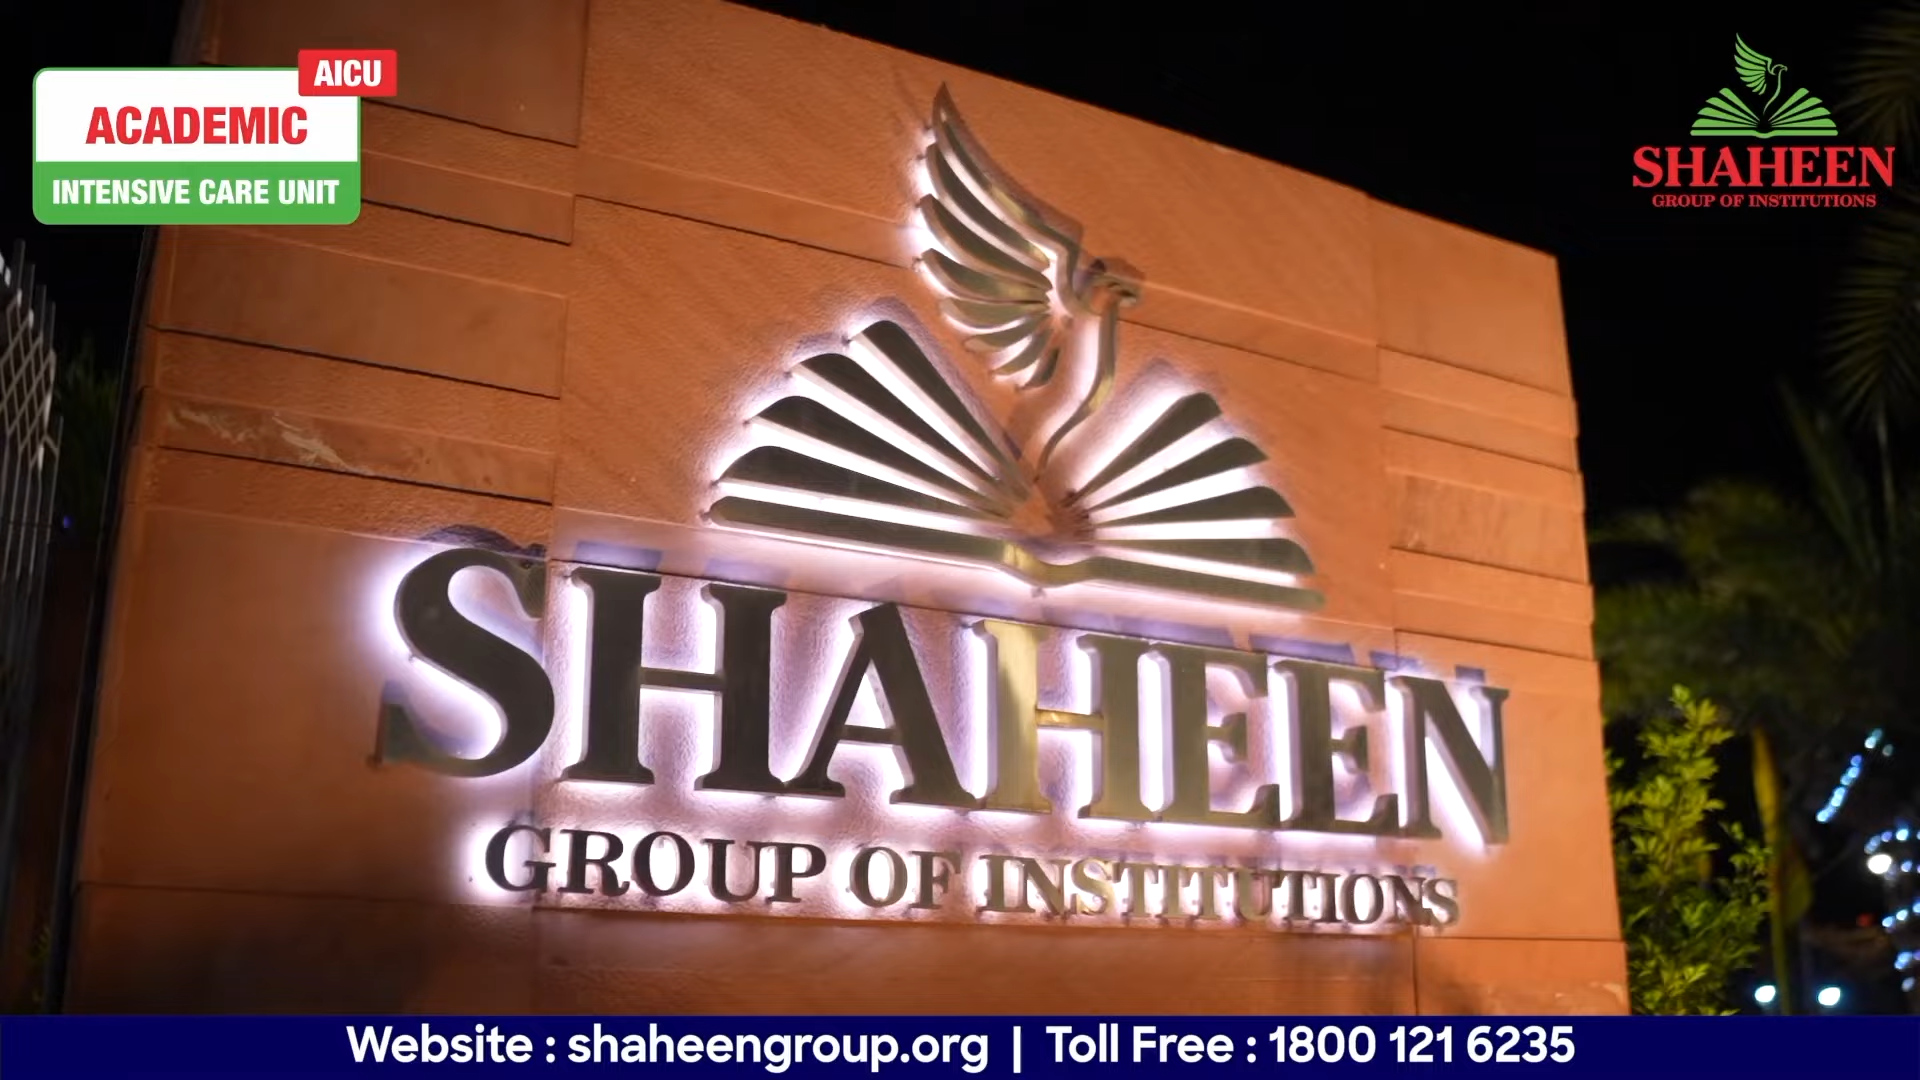 AICU
ACADEMIC
INTENSIVE CARE UNIT
SHAHEEN
GROUP OF INSTITUTIONS
SHAHEEN
GROUP OF INSTITUTIONS
Website : shaheengroup.org | Toll Free : 1800 121 6235